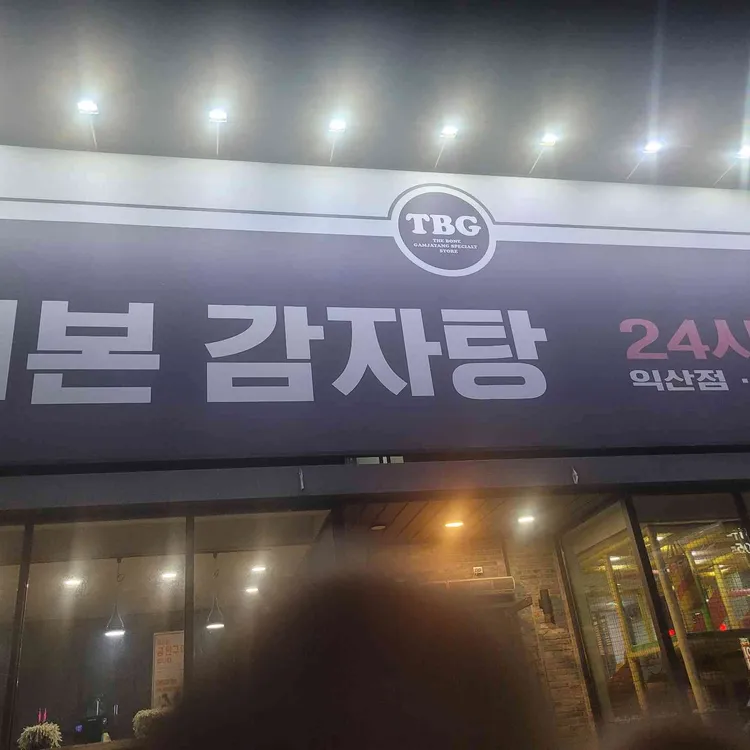 TBG
THE BONE
GAMJATANG SPECIALTY
STORE
본 감자탕
24시
익산점